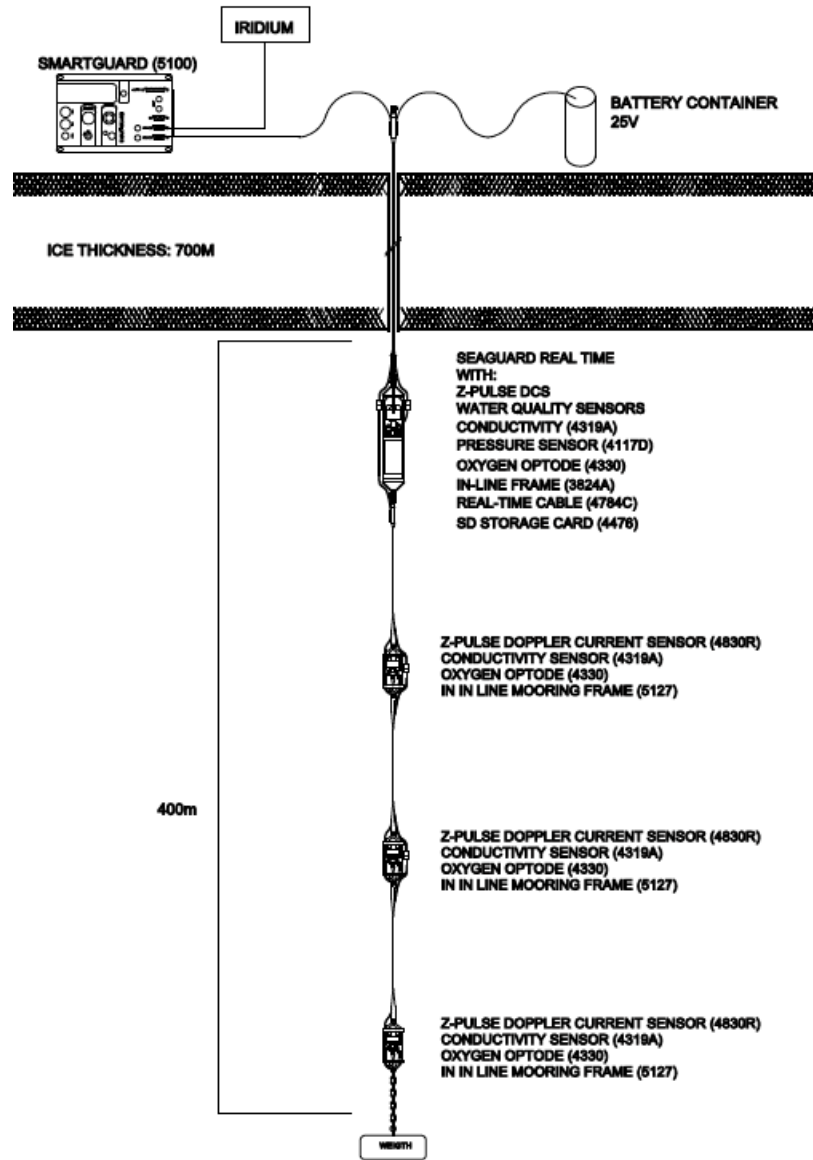 IRIDIUM
SMARTGUARD (5100)
BATTERY CONTAINER
25V
ICE THICKNESS: 700M
SEAGUARD REAL TIME
WITH:
Z-PULSE DCS
WATER QUALITY SENSORS
CONDUCTIVITY (4319A)
PRESSURE SENSOR (4117D)
OXYGEN OPTODE (4330)
IN-LINE FRAME (3824A)
REAL-TIME CABLE (4784C)
SD STORAGE CARD (4476)
Z-PULSE DOPPLER CURRENT SENSOR (4830R)
CONDUCTIVITY SENSOR (4319A)
OXYGEN OPTODE (4330)
IN IN LINE MOORING FRAME (5127)
400m
Z-PULSE DOPPLER CURRENT SENSOR (4830R)
CONDUCTIVITY SENSOR (4319A)
OXYGEN OPTODE (4330)
IN IN LINE MOORING FRAME (5127)
Z-PULSE DOPPLER CURRENT SENSOR (4830R)
CONDUCTIVITY SENSOR (4319A)
OXYGEN OPTODE (4330)
IN IN LINE MOORING FRAME (5127)
WEIGTH